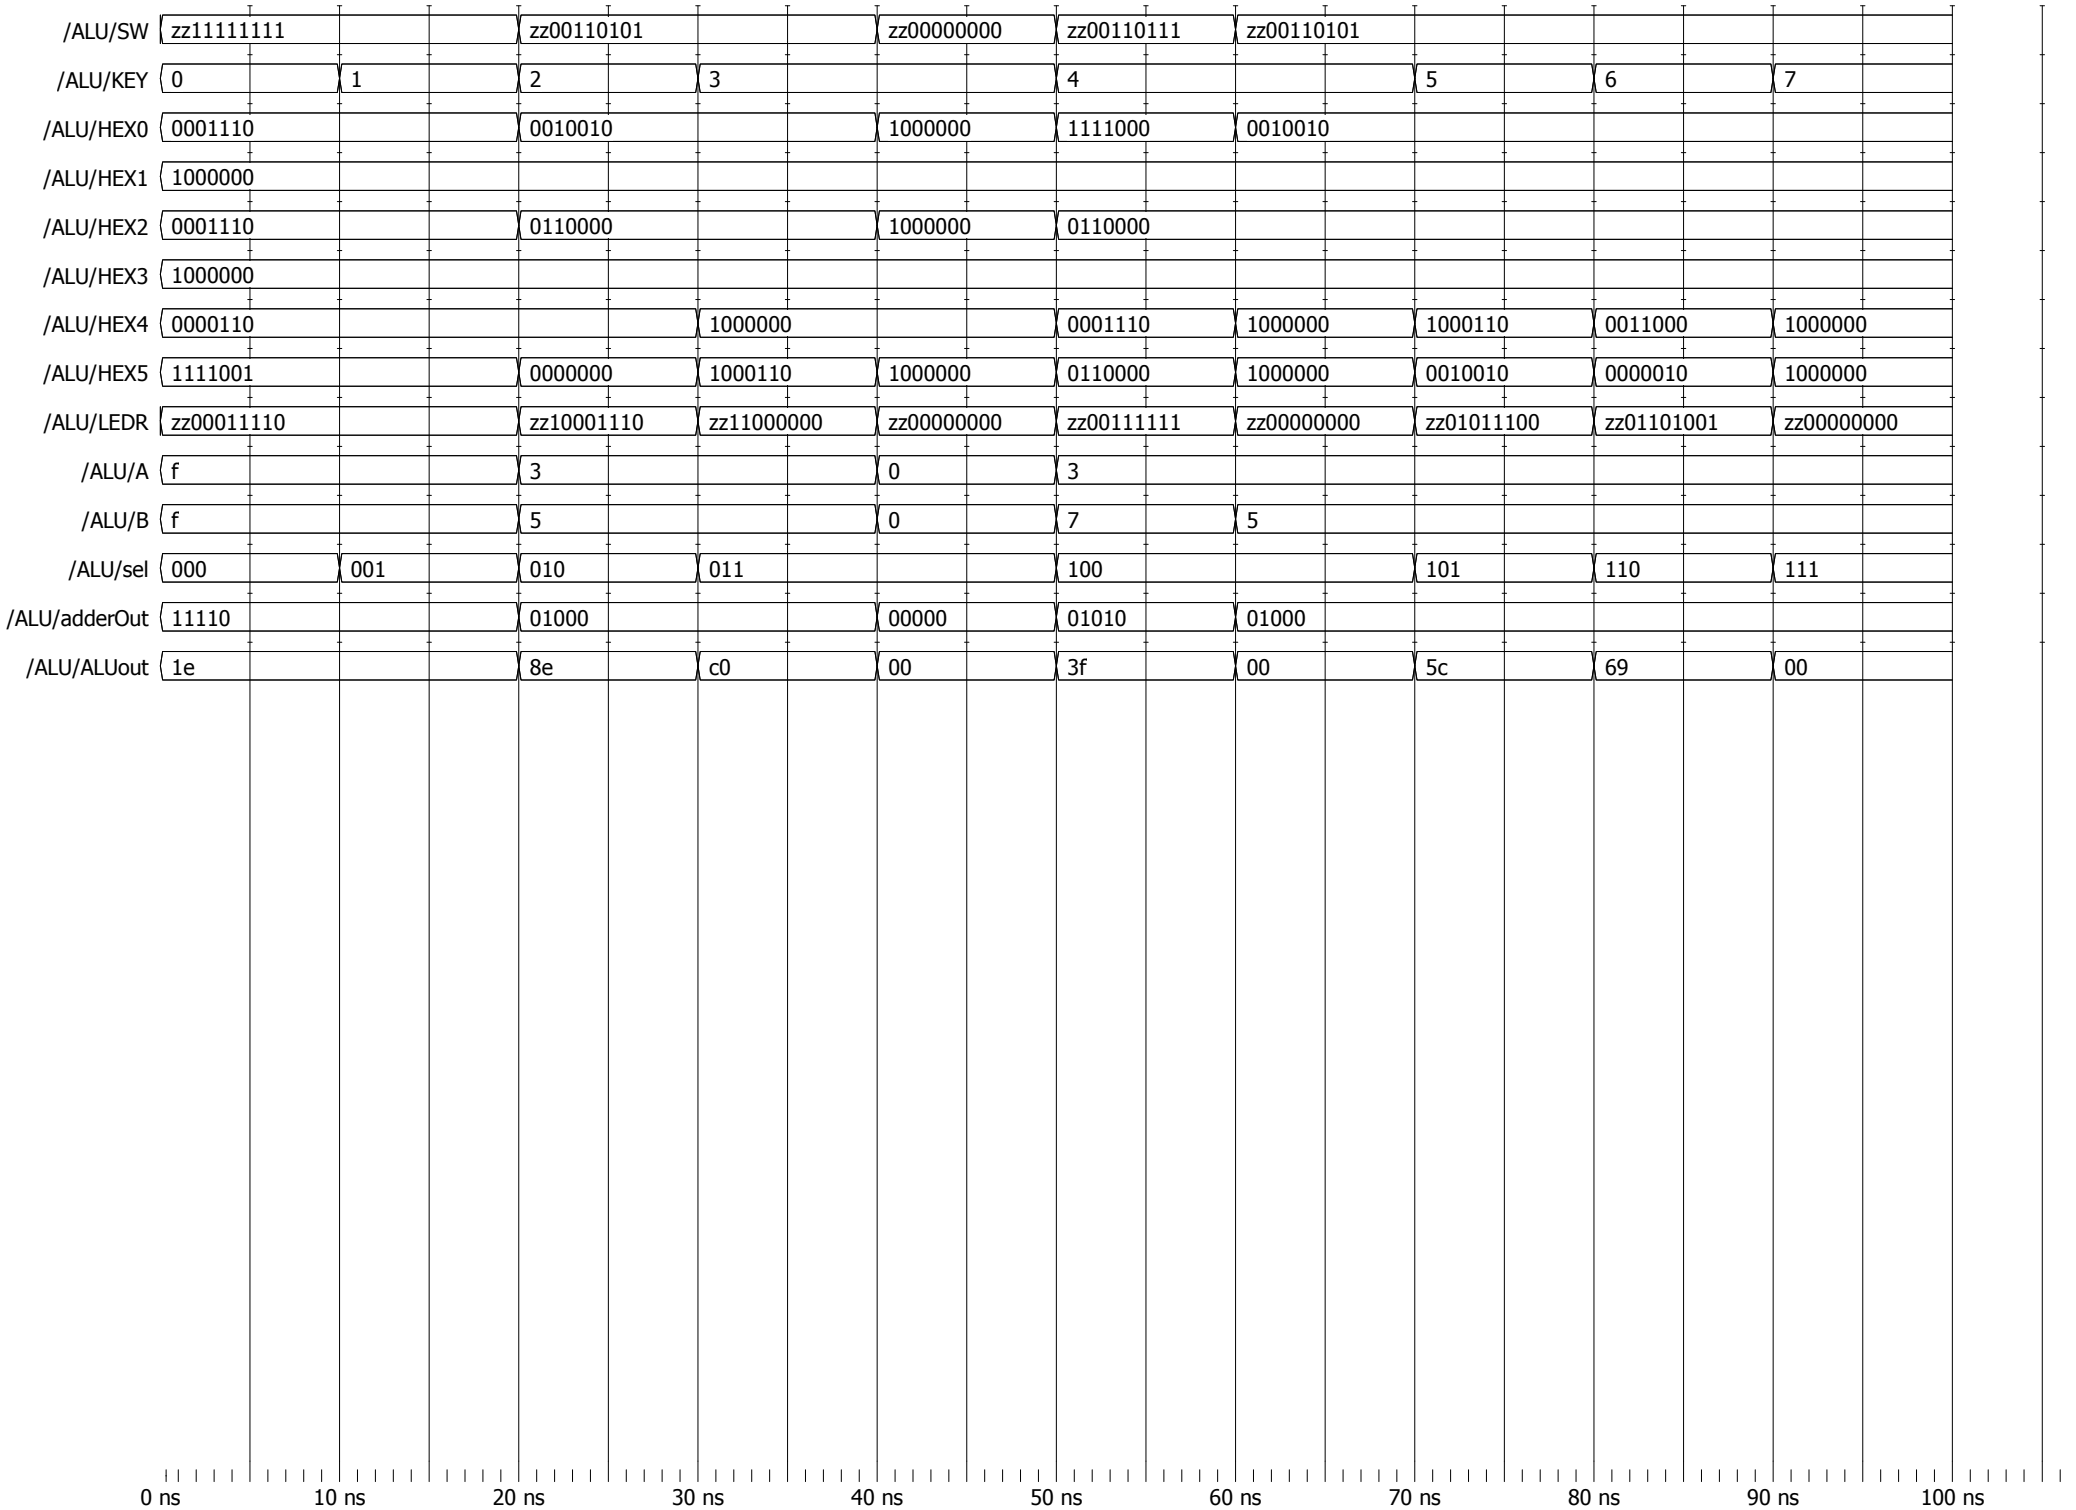 /ALU/SW zz11111111 zz00110101 zz00000000 zz00110111 zz00110101
/ALU/KEY 0 1 2 3 4 5 6 7
/ALU/HEX0 0001110 0010010 1000000 1111000 0010010
/ALU/HEX1 1000000
/ALU/HEX2 0001110 0110000 1000000 0110000
/ALU/HEX3 1000000
/ALU/HEX4 0000110 1000000 0001110 1000000 1000110 0011000 1000000
/ALU/HEX5 1111001 0000000 1000110 1000000 0110000 1000000 0010010 0000010 1000000
/ALU/LEDR zz00011110 zz10001110 zz11000000 zz00000000 zz00111111 zz00000000 zz01011100 zz01101001 zz00000000
/ALU/A f 3 0 3
/ALU/B f 5 0 7 5
/ALU/sel 000 001 010 011 100 101 110 111
/ALU/adderOut 11110 01000 00000 01010 01000
/ALU/ALUout 1e 8e c0 00 3f 00 5c 69 00
0 ns 10 ns 20 ns 30 ns 40 ns 50 ns 60 ns 70 ns 80 ns 90 ns 100 ns